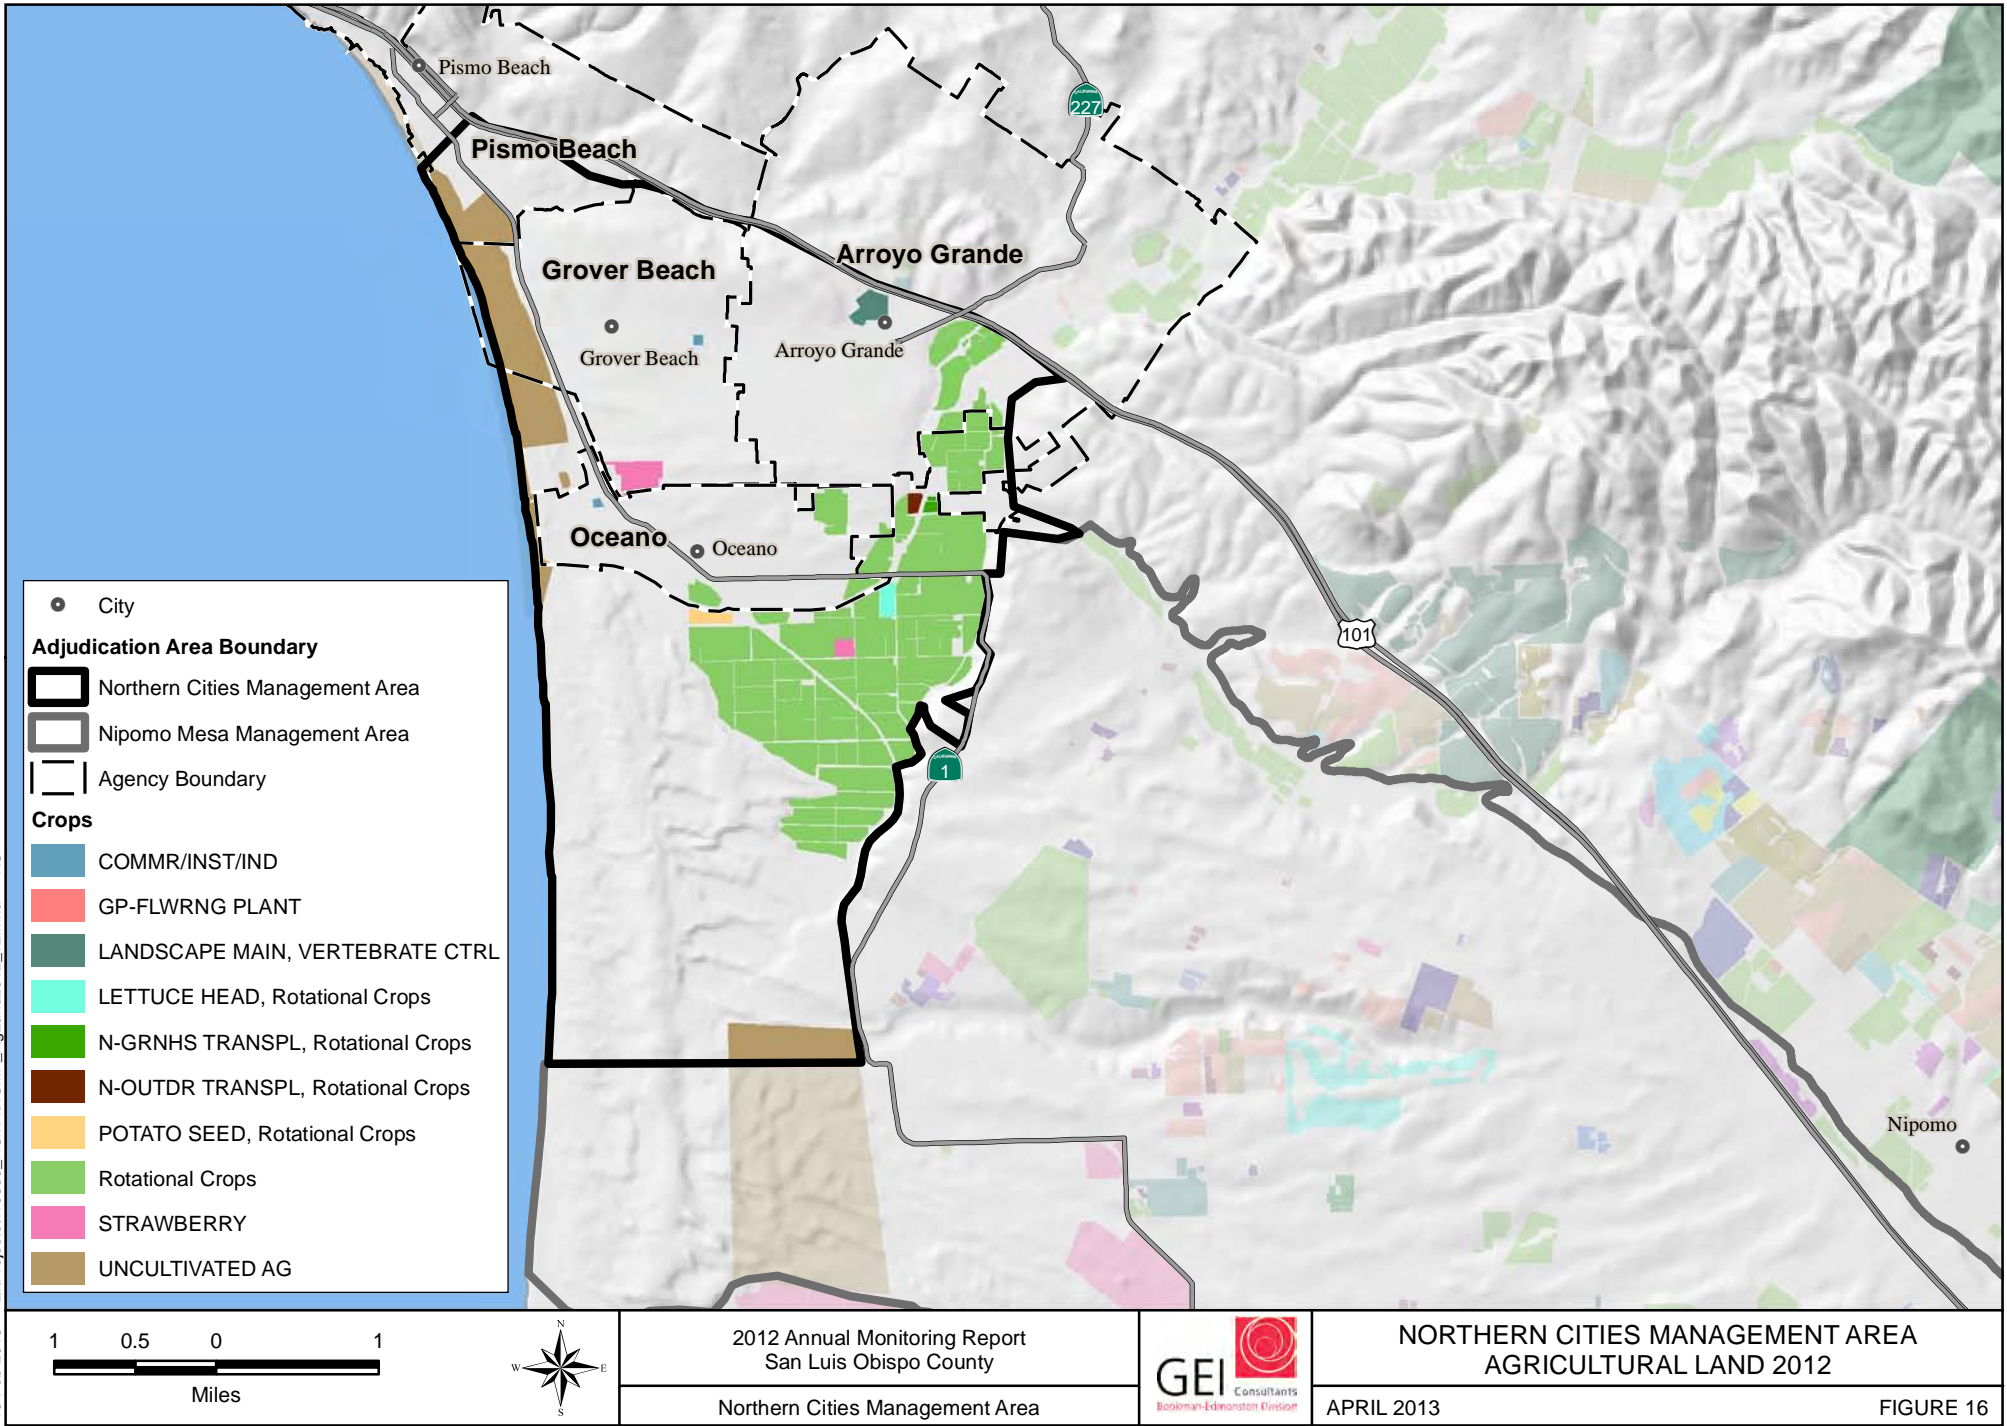 Pismo Beach
CALIFORNIA
227
Pismo Beach
Arroyo Grande
Grover Beach
Grover Beach
Arroyo Grande
Oceano
Oceano
101
CALIFORNIA
1
Nipomo
City
Adjudication Area Boundary
Northern Cities Management Area
Nipomo Mesa Management Area
Agency Boundary
Crops
COMMR/INST/IND
GP-FLWRNG PLANT
LANDSCAPE MAIN, VERTEBRATE CTRL
LETTUCE HEAD, Rotational Crops
N-GRNHS TRANSPL, Rotational Crops
N-OUTDR TRANSPL, Rotational Crops
POTATO SEED, Rotational Crops
Rotational Crops
STRAWBERRY
UNCULTIVATED AG
1 0.5 0 1
Miles
N
W E
S
2012 Annual Monitoring Report
San Luis Obispo County
Northern Cities Management Area
GEI Consultants
Bookman-Edmonston Division
NORTHERN CITIES MANAGEMENT AREA
AGRICULTURAL LAND 2012
APRIL 2013
FIGURE 16